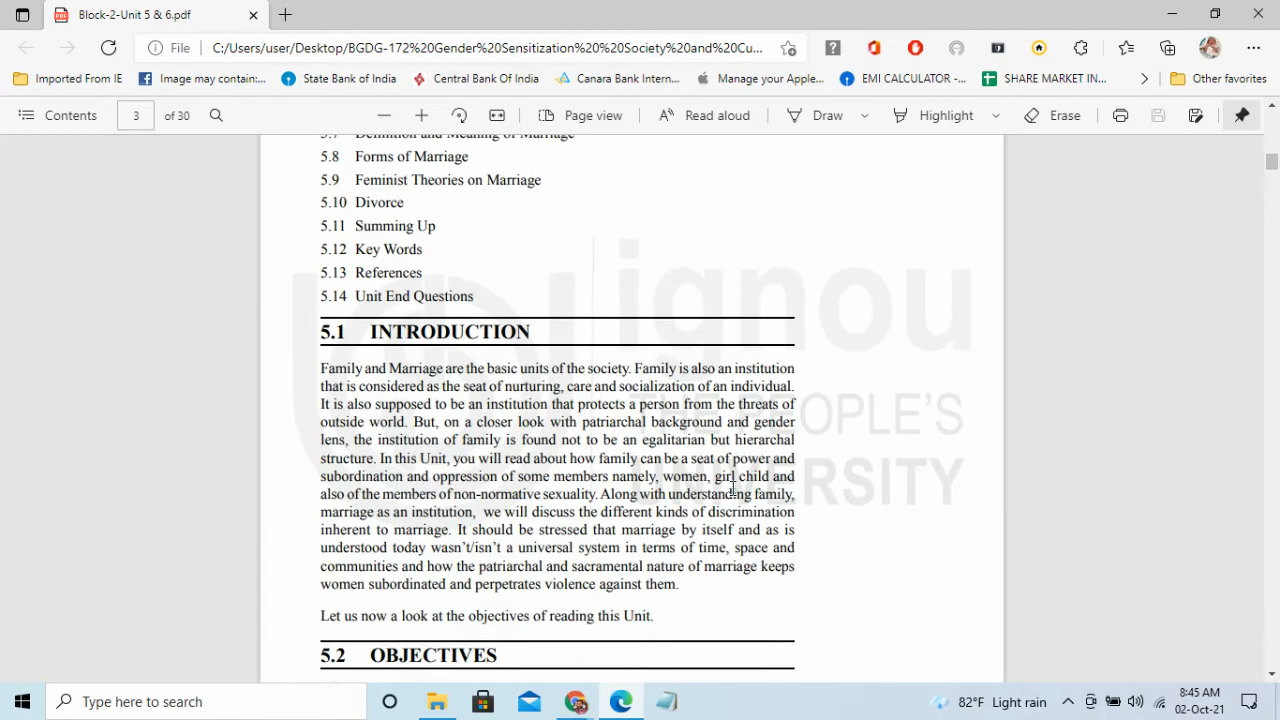 Block-2-Unit 5 & 6.pdf
File C:/Users/user/Desktop/BGDG-172%20Gender%20Sensitization%20%20Society%20and%20Cu...
Imported From IE Image may contain:... State Bank of India Central Bank Of India Canara Bank Intern... Manage your Apple... EMI CALCULATOR -... SHARE MARKET IN... Other favorites
Contents 3 of 30 Page view Read aloud Draw Highlight Erase
5.7 Definition and Meaning of Marriage
5.8 Forms of Marriage
5.9 Feminist Theories on Marriage
5.10 Divorce
5.11 Summing Up
5.12 Key Words
5.13 References
5.14 Unit End Questions
5.1 INTRODUCTION
Family and Marriage are the basic units of the society. Family is also an institution
that is considered as the seat of nurturing, care and socialization of an individual.
It is also supposed to be an institution that protects a person from the threats of
outside world. But, on a closer look with patriarchal background and gender
lens, the institution of family is found not to be an egalitarian but hierarchal
structure. In this Unit, you will read about how family can be a seat of power and
subordination and oppression of some members namely, women, girl child and
also of the members of non-normative sexuality. Along with understanding family,
marriage as an institution, we will discuss the different kinds of discrimination
inherent to marriage. It should be stressed that marriage by itself and as is
understood today wasn't/isn't a universal system in terms of time, space and
communities and how the patriarchal and sacramental nature of marriage keeps
women subordinated and perpetrates violence against them.
Let us now a look at the objectives of reading this Unit.
5.2 OBJECTIVES
ignou
THE PEOPLE'S
UNIVERSITY
Type here to search
82°F Light rain
8:45 AM
02-Oct-21